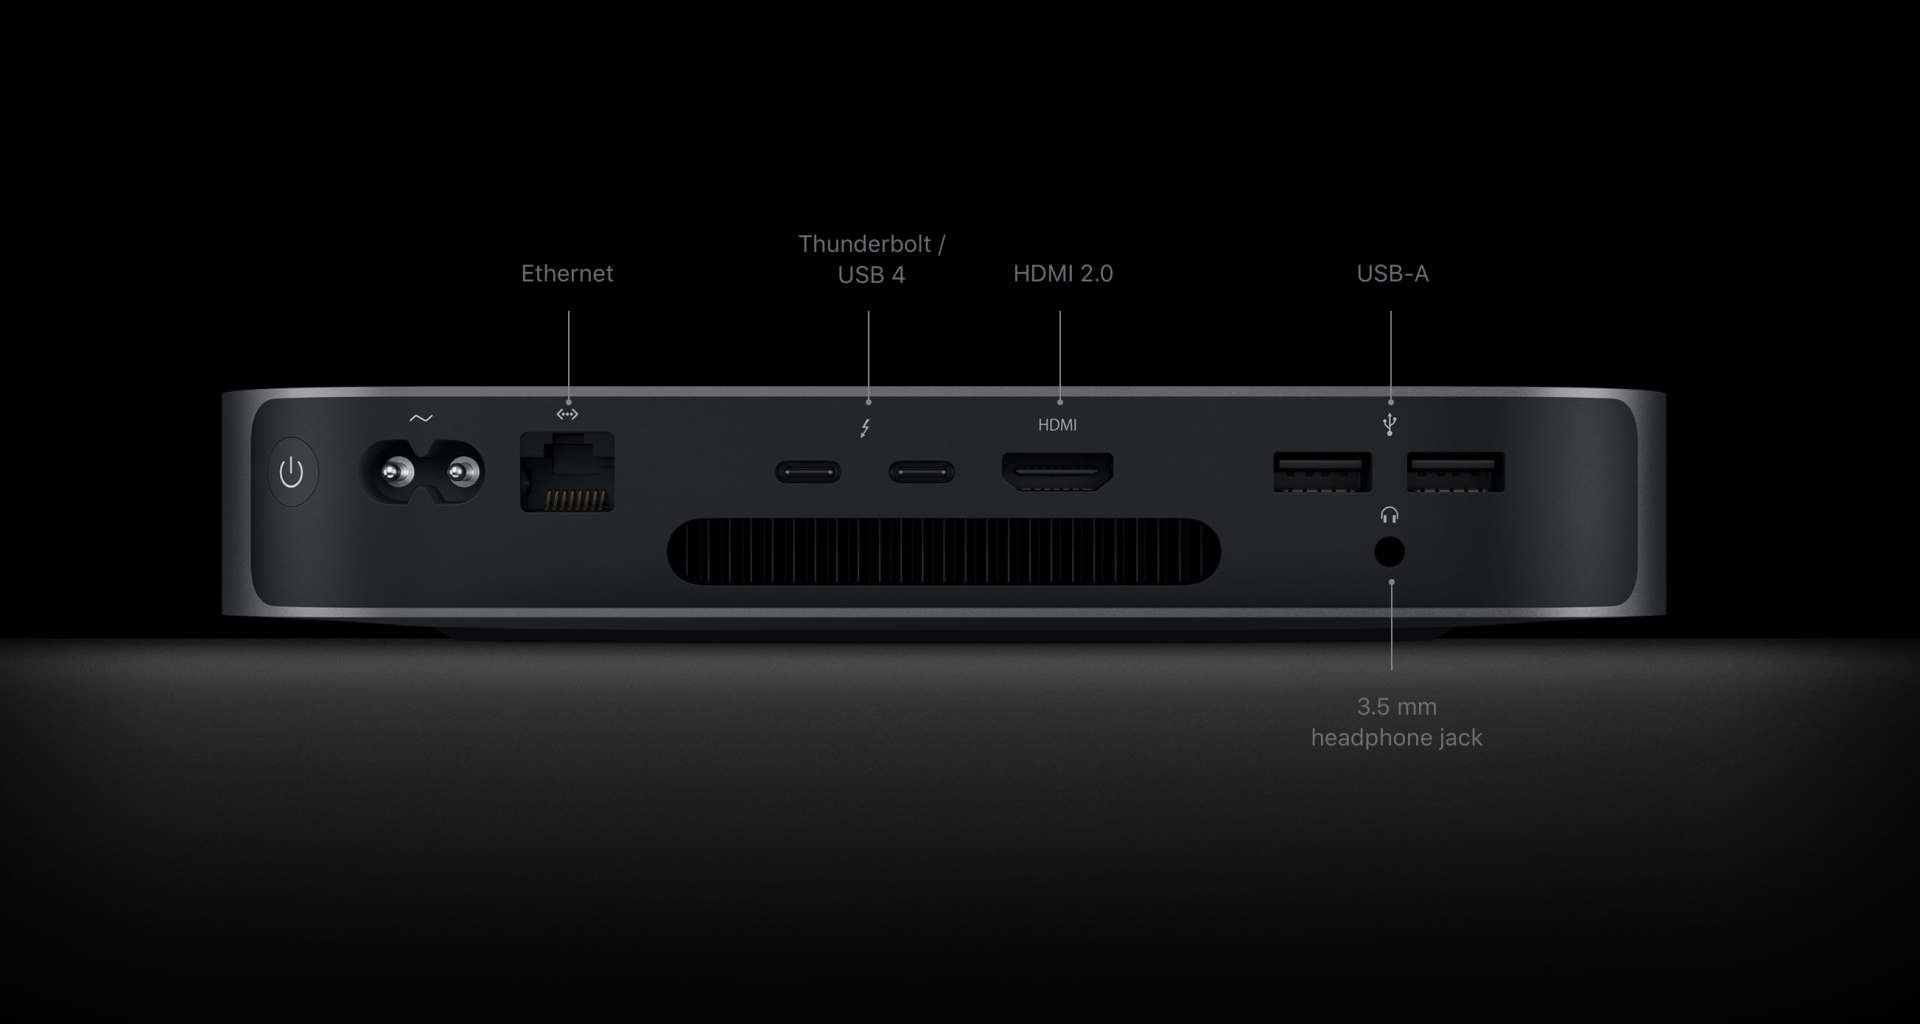 Thunderbolt /
USB 4
Ethernet
HDMI 2.0
USB-A
HDMI
3.5 mm
headphone jack